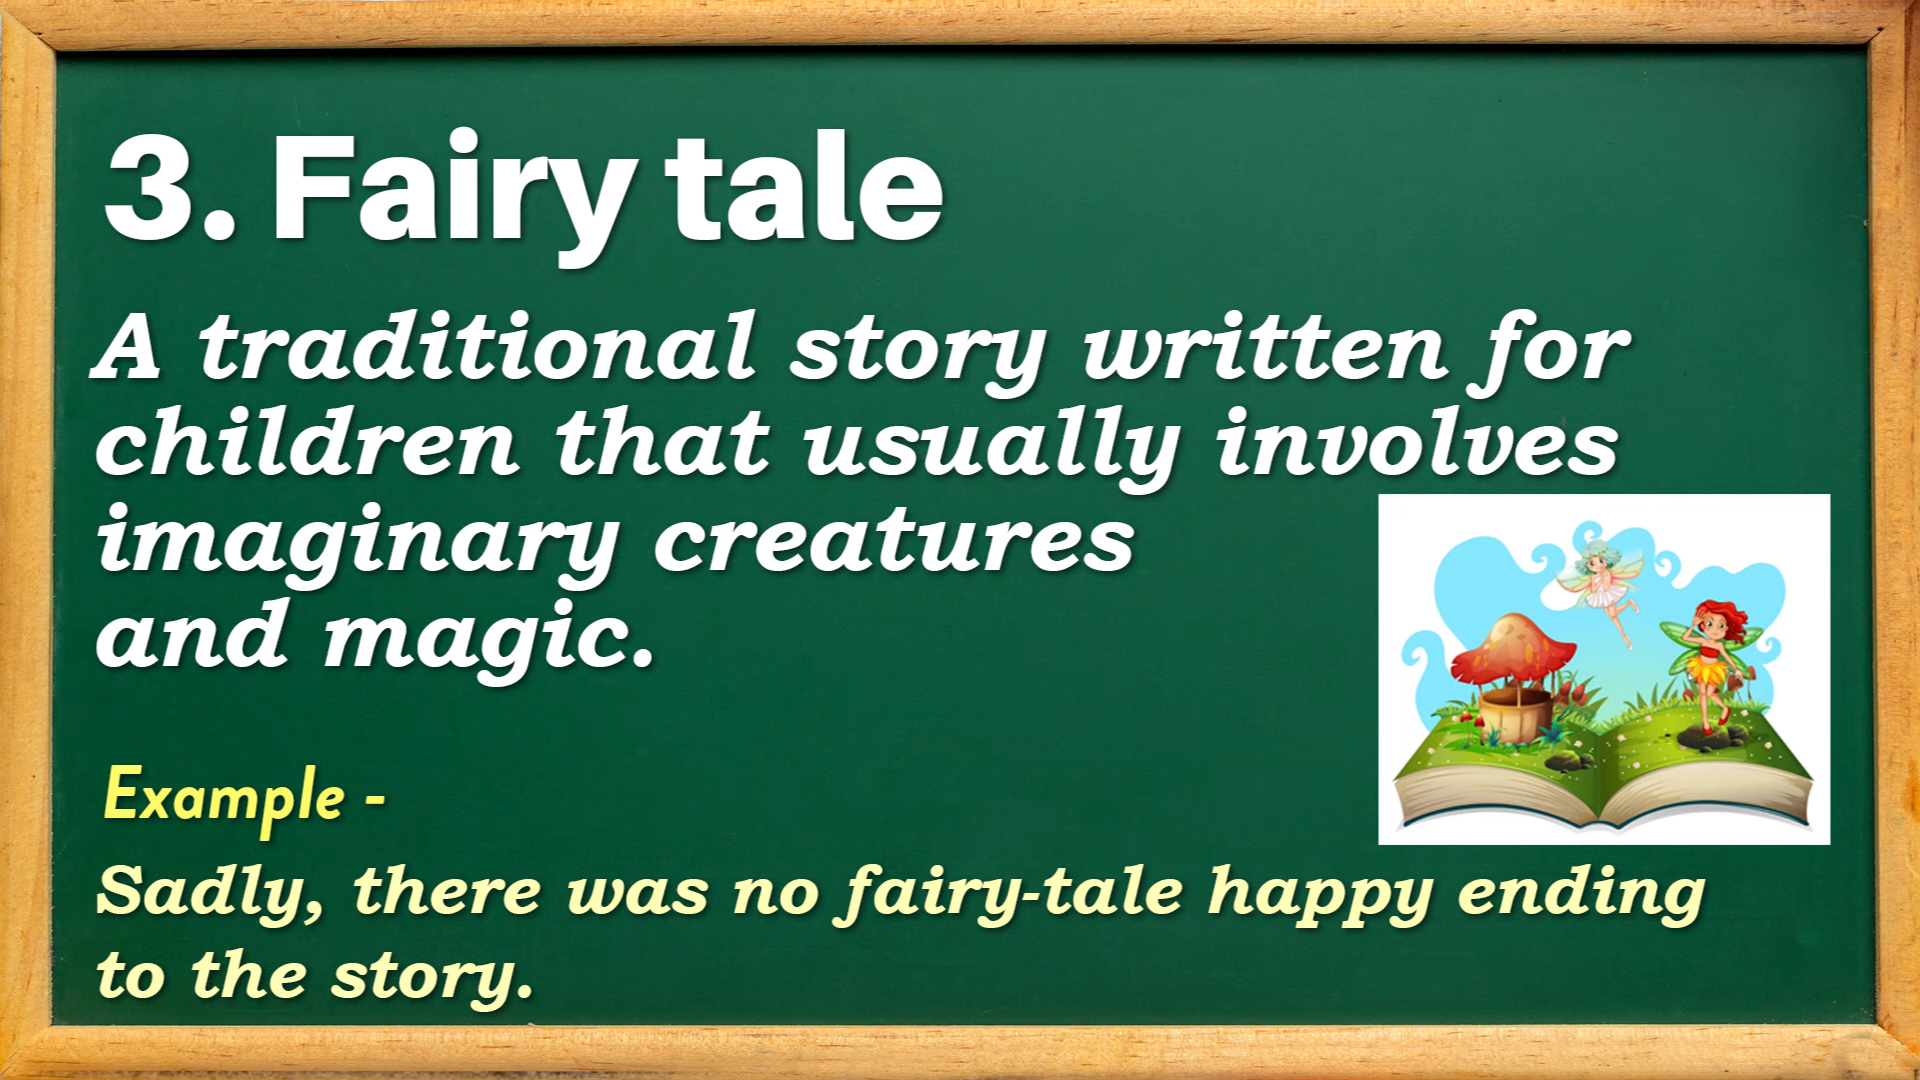 3. Fairy tale
A traditional story written for
children that usually involves
imaginary creatures
and magic.
Example -
Sadly, there was no fairy-tale happy ending
to the story.